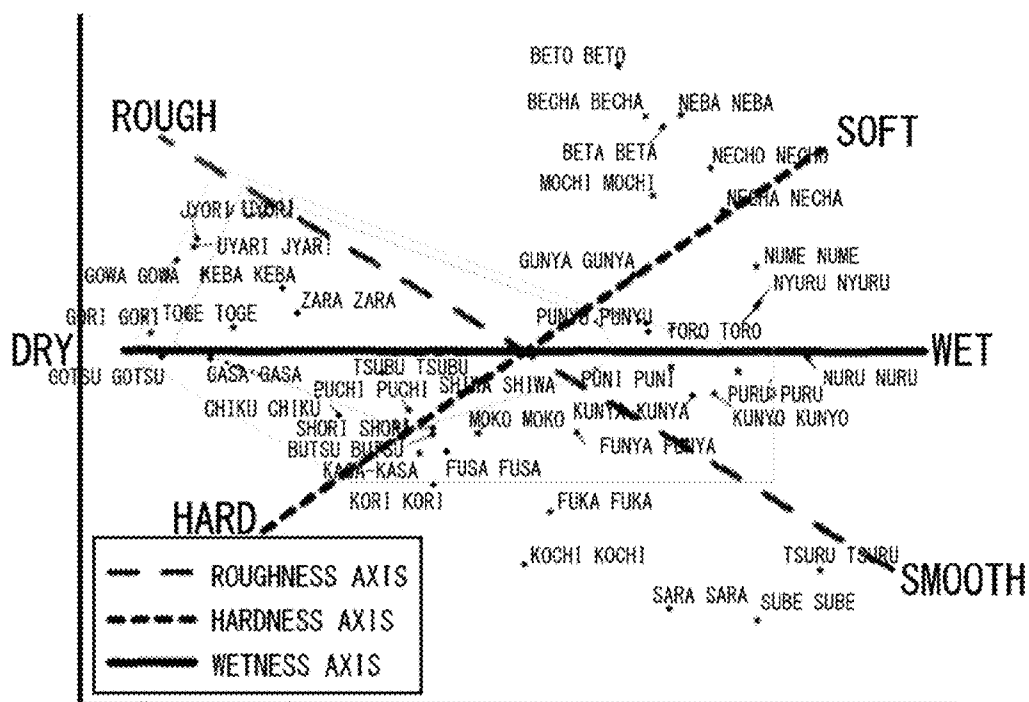 BETO BETO
BECHA BECHA
NEBA NEBA
ROUGH
SOFT
BETA BETA
NECHO NECHO
MOCHI MOCHI
NECHA NECHA
JYORI
UYARI JYARI
GOWA GOWA
KEBA KEBA
GUNYA GUNYA
NUME NUME
NYURU NYURU
ZARA ZARA
GORI GORI
TOGE TOGE
PUNYU PUNYU
TORO TORO
DRY
WET
GOTSU GOTSU
GASA-GASA
TSUBU TSUBU
PUCHI PUCHI
SHIWA SHIWA
PUNI PUNI
NURU NURU
CHIKU CHIKU
KUNYA KUNYA
PURU PURU
KUNYO KUNYO
SHORI SHORI
MOKO MOKO
BUTSU BUTSU
FUNYA FUNYA
KASA-KASA
FUSA FUSA
KORI KORI
FUKA FUKA
HARD
KOCHI KOCHI
TSURU TSURU
SMOOTH
SARA SARA
SUBE SUBE
ROUGHNESS AXIS
HARDNESS AXIS
WETNESS AXIS